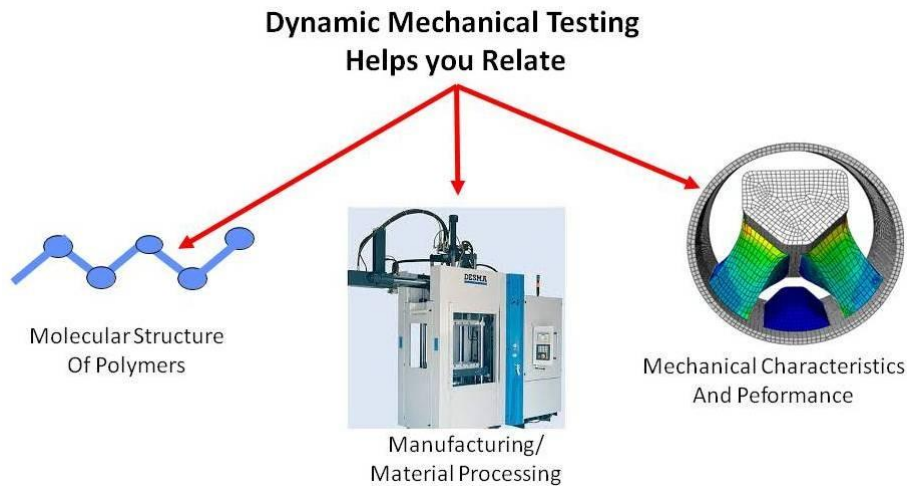 Dynamic Mechanical Testing
Helps you Relate
DESMA
Molecular Structure
Of Polymers
Mechanical Characteristics
And Peformance
Manufacturing/
Material Processing